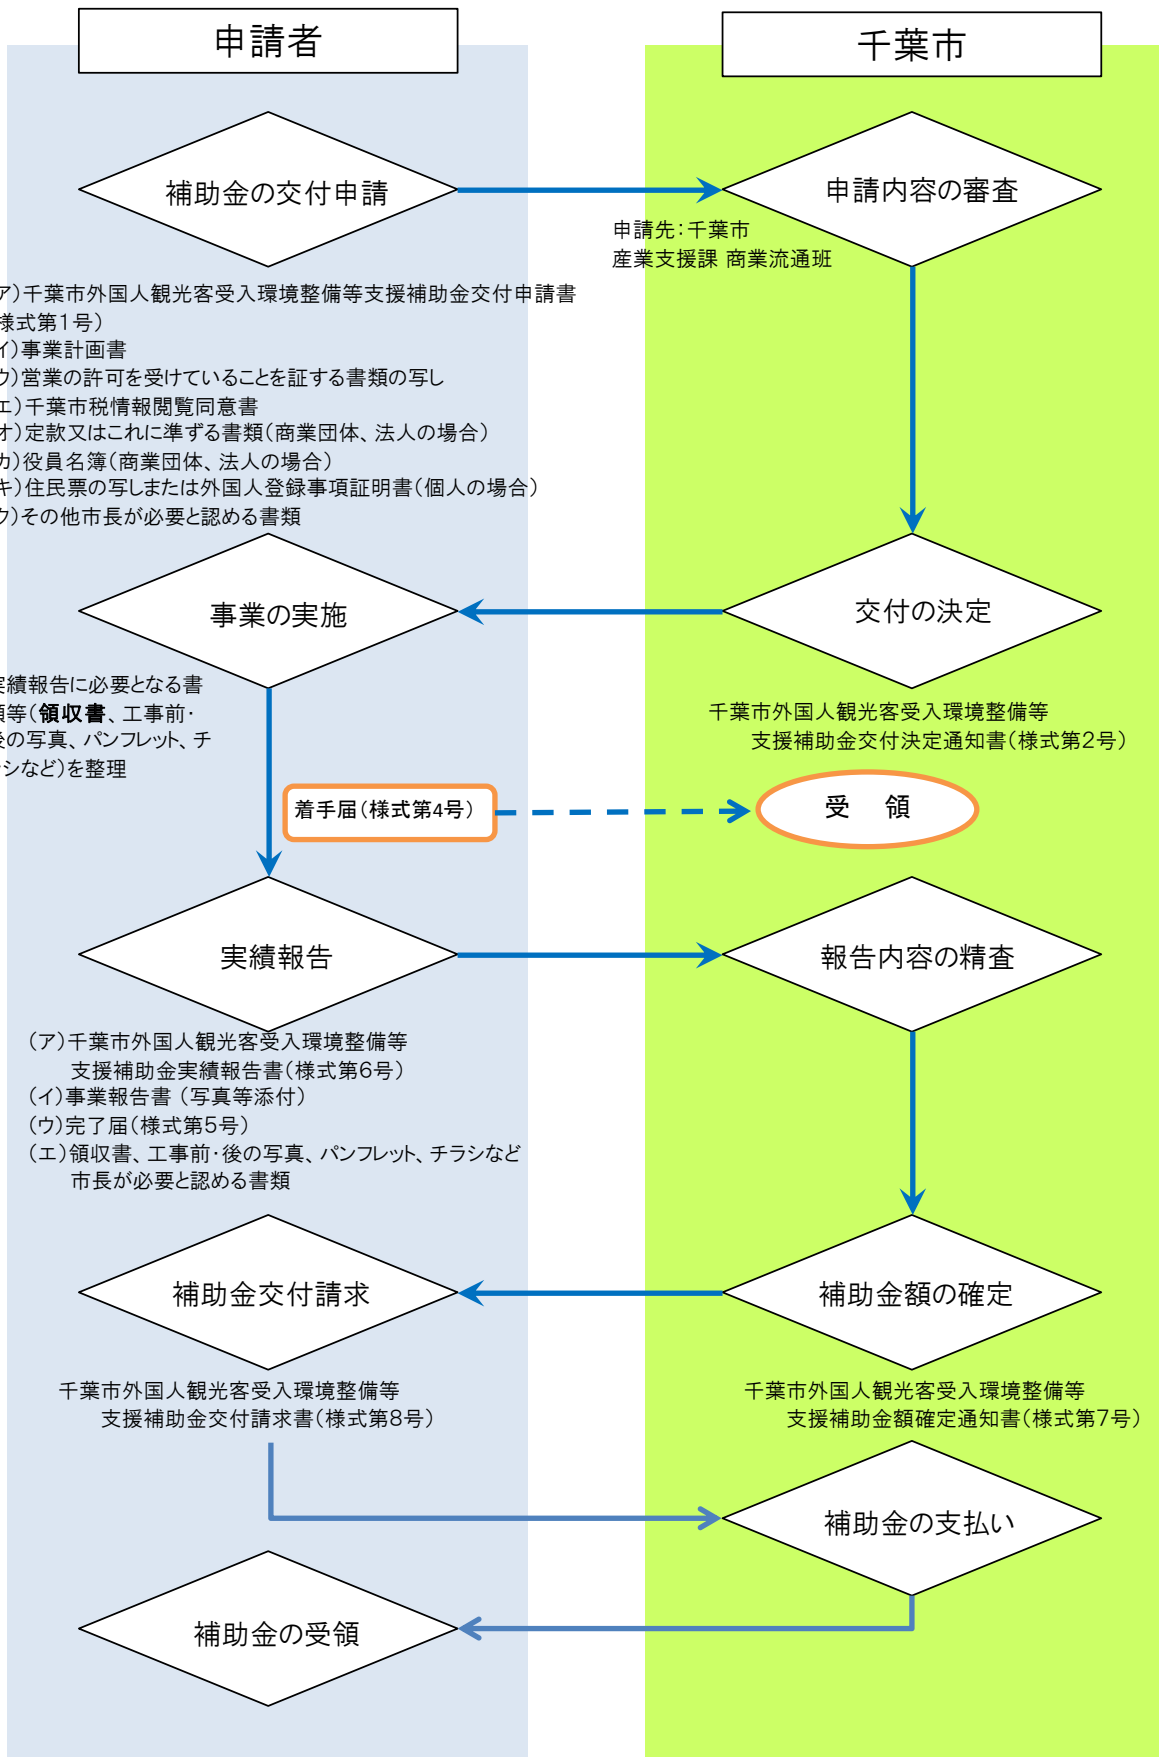 申請者
千葉市
補助金の交付申請
申請内容の審査
申請先：千葉市
産業支援課 商業流通班
ア）千葉市外国人観光客受入環境整備等支援補助金交付申請書
様式第1号）
イ）事業計画書
ウ）営業の許可を受けていることを証する書類の写し
エ）千葉市税情報閲覧同意書
オ）定款又はこれに準ずる書類（商業団体、法人の場合）
カ）役員名簿（商業団体、法人の場合）
キ）住民票の写しまたは外国人登録事項証明書（個人の場合）
ク）その他市長が必要と認める書類
事業の実施
交付の決定
実績報告に必要となる書
類等（領収書、工事前・
後の写真、パンフレット、チ
ラシなど）を整理
千葉市外国人観光客受入環境整備等
支援補助金交付決定通知書（様式第2号）
着手届（様式第4号）
受　領
実績報告
報告内容の精査
（ア）千葉市外国人観光客受入環境整備等
支援補助金実績報告書（様式第6号）
（イ）事業報告書 （写真等添付）
（ウ）完了届（様式第5号）
（エ）領収書、工事前・後の写真、パンフレット、チラシなど
市長が必要と認める書類
補助金交付請求
補助金額の確定
千葉市外国人観光客受入環境整備等
支援補助金交付請求書（様式第8号）
千葉市外国人観光客受入環境整備等
支援補助金額確定通知書（様式第7号）
補助金の支払い
補助金の受領